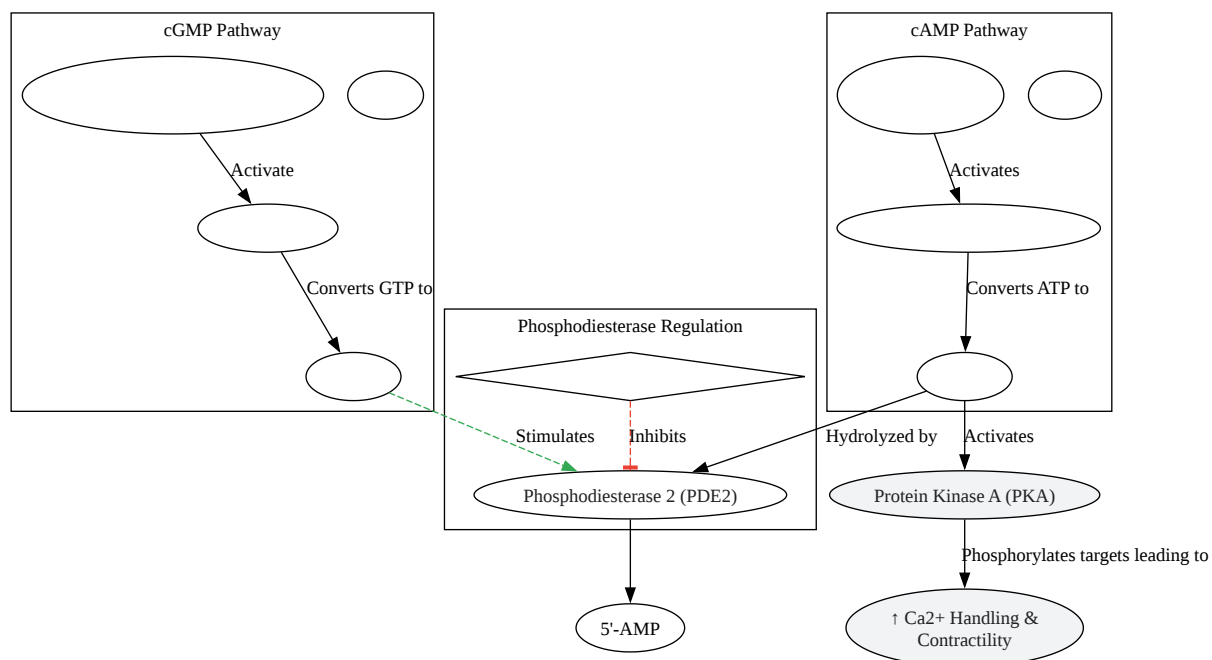 cGMP Pathway
cAMP Pathway
Activate
Activates
Converts GTP to
Converts ATP to
Phosphodiesterase Regulation
Stimulates
Inhibits
Hydrolyzed by
Activates
Phosphodiesterase 2 (PDE2)
Protein Kinase A (PKA)
Phosphorylates targets leading to
5'-AMP
↑ Ca2+ Handling &
Contractility